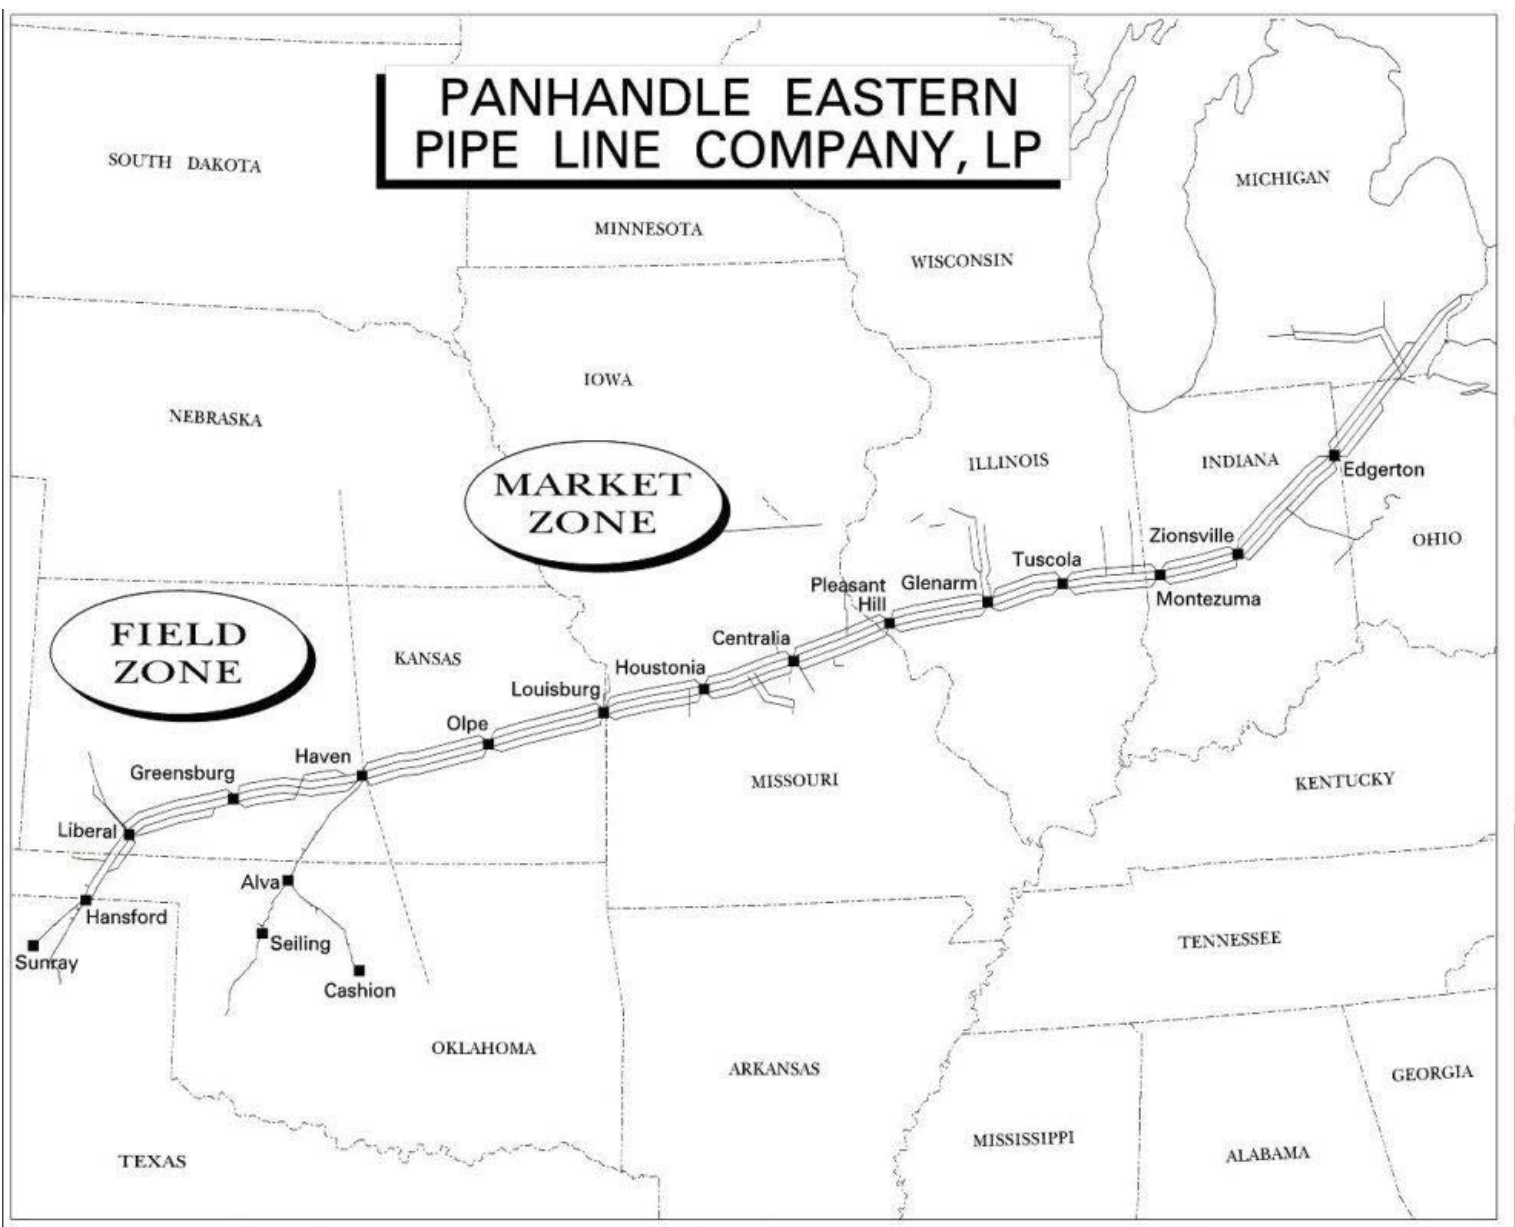 PANHANDLE EASTERN
PIPE LINE COMPANY, LP
SOUTH DAKOTA
MICHIGAN
MINNESOTA
WISCONSIN
IOWA
NEBRASKA
MARKET
ZONE
ILLINOIS
INDIANA
Edgerton
OHIO
Zionsville
Tuscola
Glenarm
Pleasant
Hill
Montezuma
FIELD
ZONE
KANSAS
Centralia
Houstonia
Louisburg
Olpe
Haven
Greensburg
MISSOURI
KENTUCKY
Liberal
Alva
Hansford
Seiling
Sunray
Cashion
TENNESSEE
OKLAHOMA
ARKANSAS
GEORGIA
MISSISSIPPI
ALABAMA
TEXAS